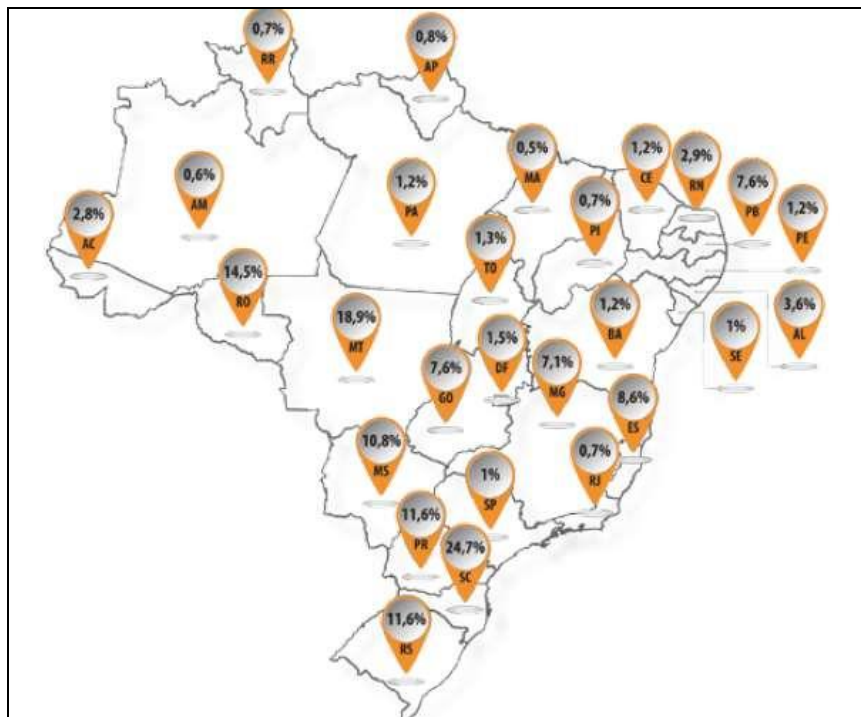 0,7%
RR
0,8%
AP
0,6%
AM
1,2%
PA
0,5%
MA
1,2%
CE
2,9%
RN
7,6%
PB
1,2%
PE
2,8%
AC
0,7%
PI
1,3%
TO
14,5%
RO
18,9%
MT
1,2%
BA
3,6%
AL
1%
SE
1,5%
DF
7,6%
GO
7,1%
MG
8,6%
ES
10,8%
MS
0,7%
RJ
1%
SP
11,6%
PR
24,7%
SC
11,6%
RS